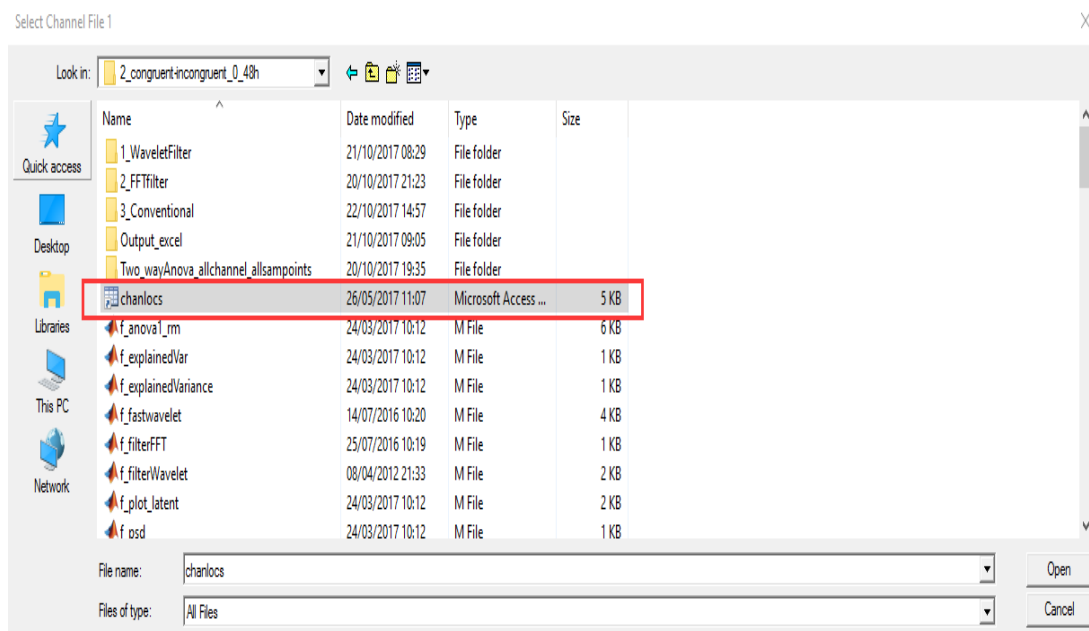 Select Channel File 1
Look in: 2_congruent-incongruent_0_48h
Name Date modified Type Size
1_WaveletFilter 21/10/2017 08:29 File folder
2_FFTfilter 20/10/2017 21:23 File folder
3_Conventional 22/10/2017 14:57 File folder
Output_excel 21/10/2017 09:05 File folder
Two_wayAnova_allchannel_allsampoints 20/10/2017 19:35 File folder
chanlocs 26/05/2017 11:07 Microsoft Access ... 5 KB
f_anova1_rm 24/03/2017 10:12 M File 6 KB
f_explainedVar 24/03/2017 10:12 M File 1 KB
f_explainedVariance 24/03/2017 10:12 M File 1 KB
f_fastwavelet 14/07/2016 10:20 M File 4 KB
f_filterFFT 25/07/2016 10:19 M File 1 KB
f_filterWavelet 08/04/2012 21:33 M File 2 KB
f_plot_latent 24/03/2017 10:12 M File 2 KB
f_psd 24/03/2017 10:12 M File 1 KB
Quick access
Desktop
Libraries
This PC
Network
File name: chanlocs Open
Files of type: All Files Cancel